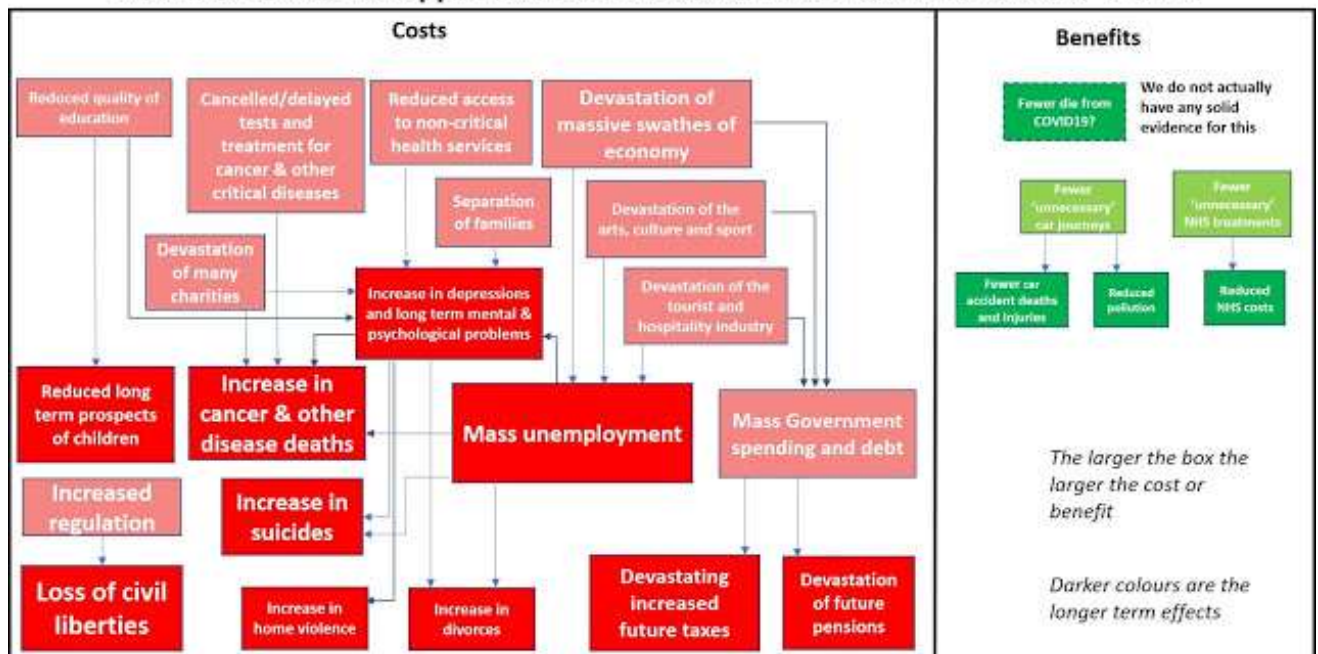 Costs
Reduced quality of
education
Cancelled/delayed
tests and
treatment for
cancer & other
critical diseases
Reduced access
to non-critical
health services
Devastation of
massive swathes of
economy
Separation
of families
Devastation of the
arts, culture and sport
Devastation
of many
charities
Increase in depressions
and long term mental &
psychological problems
Devastation of the
tourist and
hospitality industry
Reduced long
term prospects
of children
Increase in
cancer & other
disease deaths
Mass unemployment
Mass Government
spending and debt
Increased
regulation
Increase in
suicides
Loss of civil
liberties
Increase in
home violence
Increase in
divorces
Devastating
increased
future taxes
Devastation
of future
pensions
Benefits
Fewer die from
COVID19?
We do not actually
have any solid
evidence for this
Fewer
'unnecessary'
car journeys
Fewer
'unnecessary'
NHS treatments
Fewer car
accident deaths
and injuries
Reduced
pollution
Reduced
NHS costs
The larger the box the
larger the cost or
benefit
Darker colours are the
longer term effects